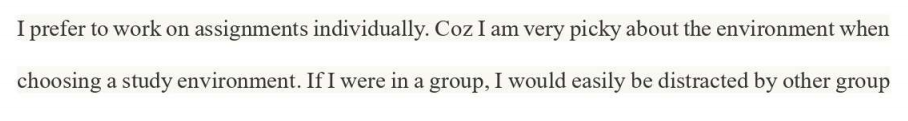 I prefer to work on assignments individually. Coz I am very picky about the environment when
choosing a study environment. If I were in a group, I would easily be distracted by other group